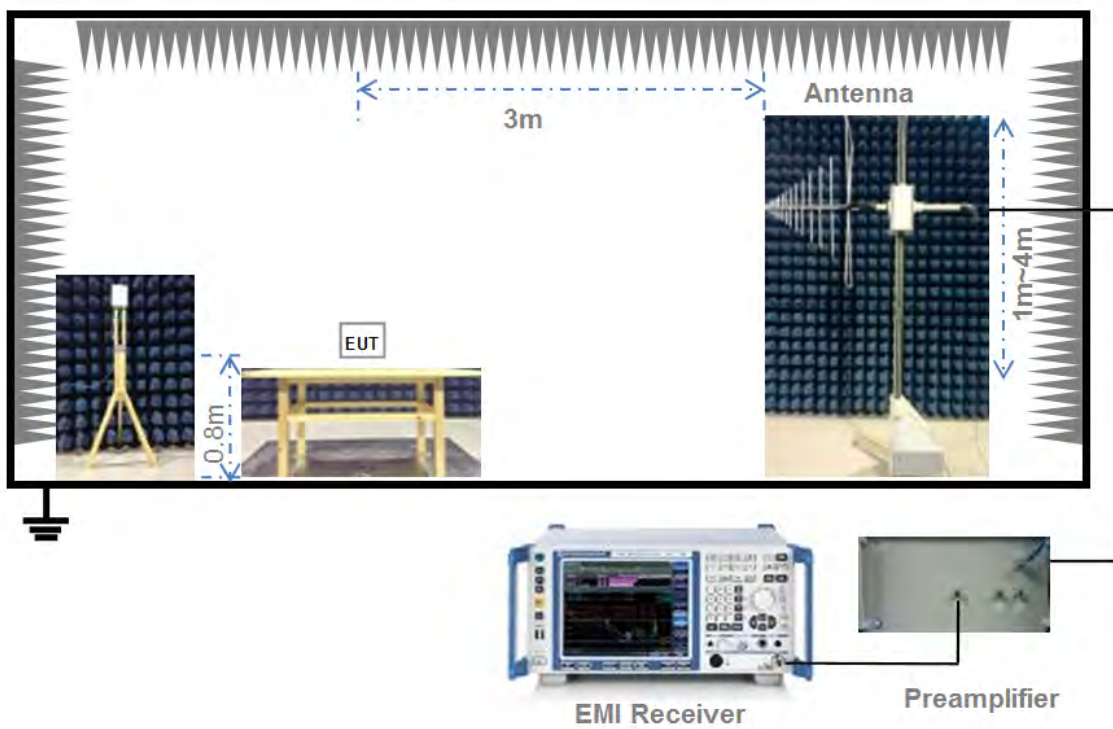 Antenna
3m
1m~4m
EUT
0.8m
EMI Receiver
Preamplifier